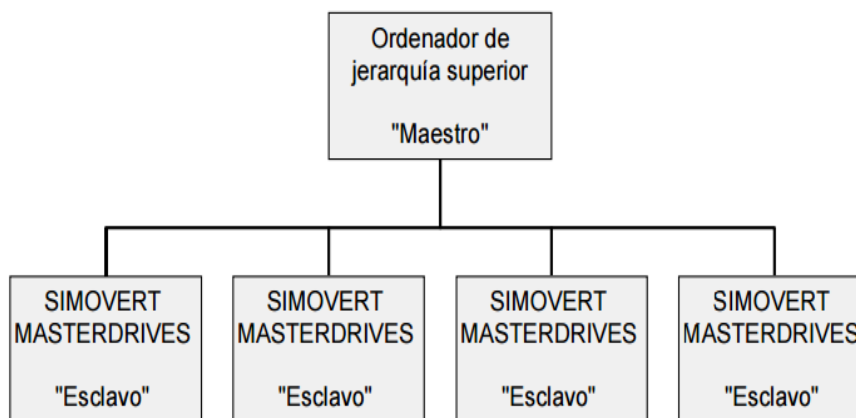 Ordenador de
jerarquía superior
"Maestro"
SIMOVERT
MASTERDRIVES
"Esclavo"
SIMOVERT
MASTERDRIVES
"Esclavo"
SIMOVERT
MASTERDRIVES
"Esclavo"
SIMOVERT
MASTERDRIVES
"Esclavo"